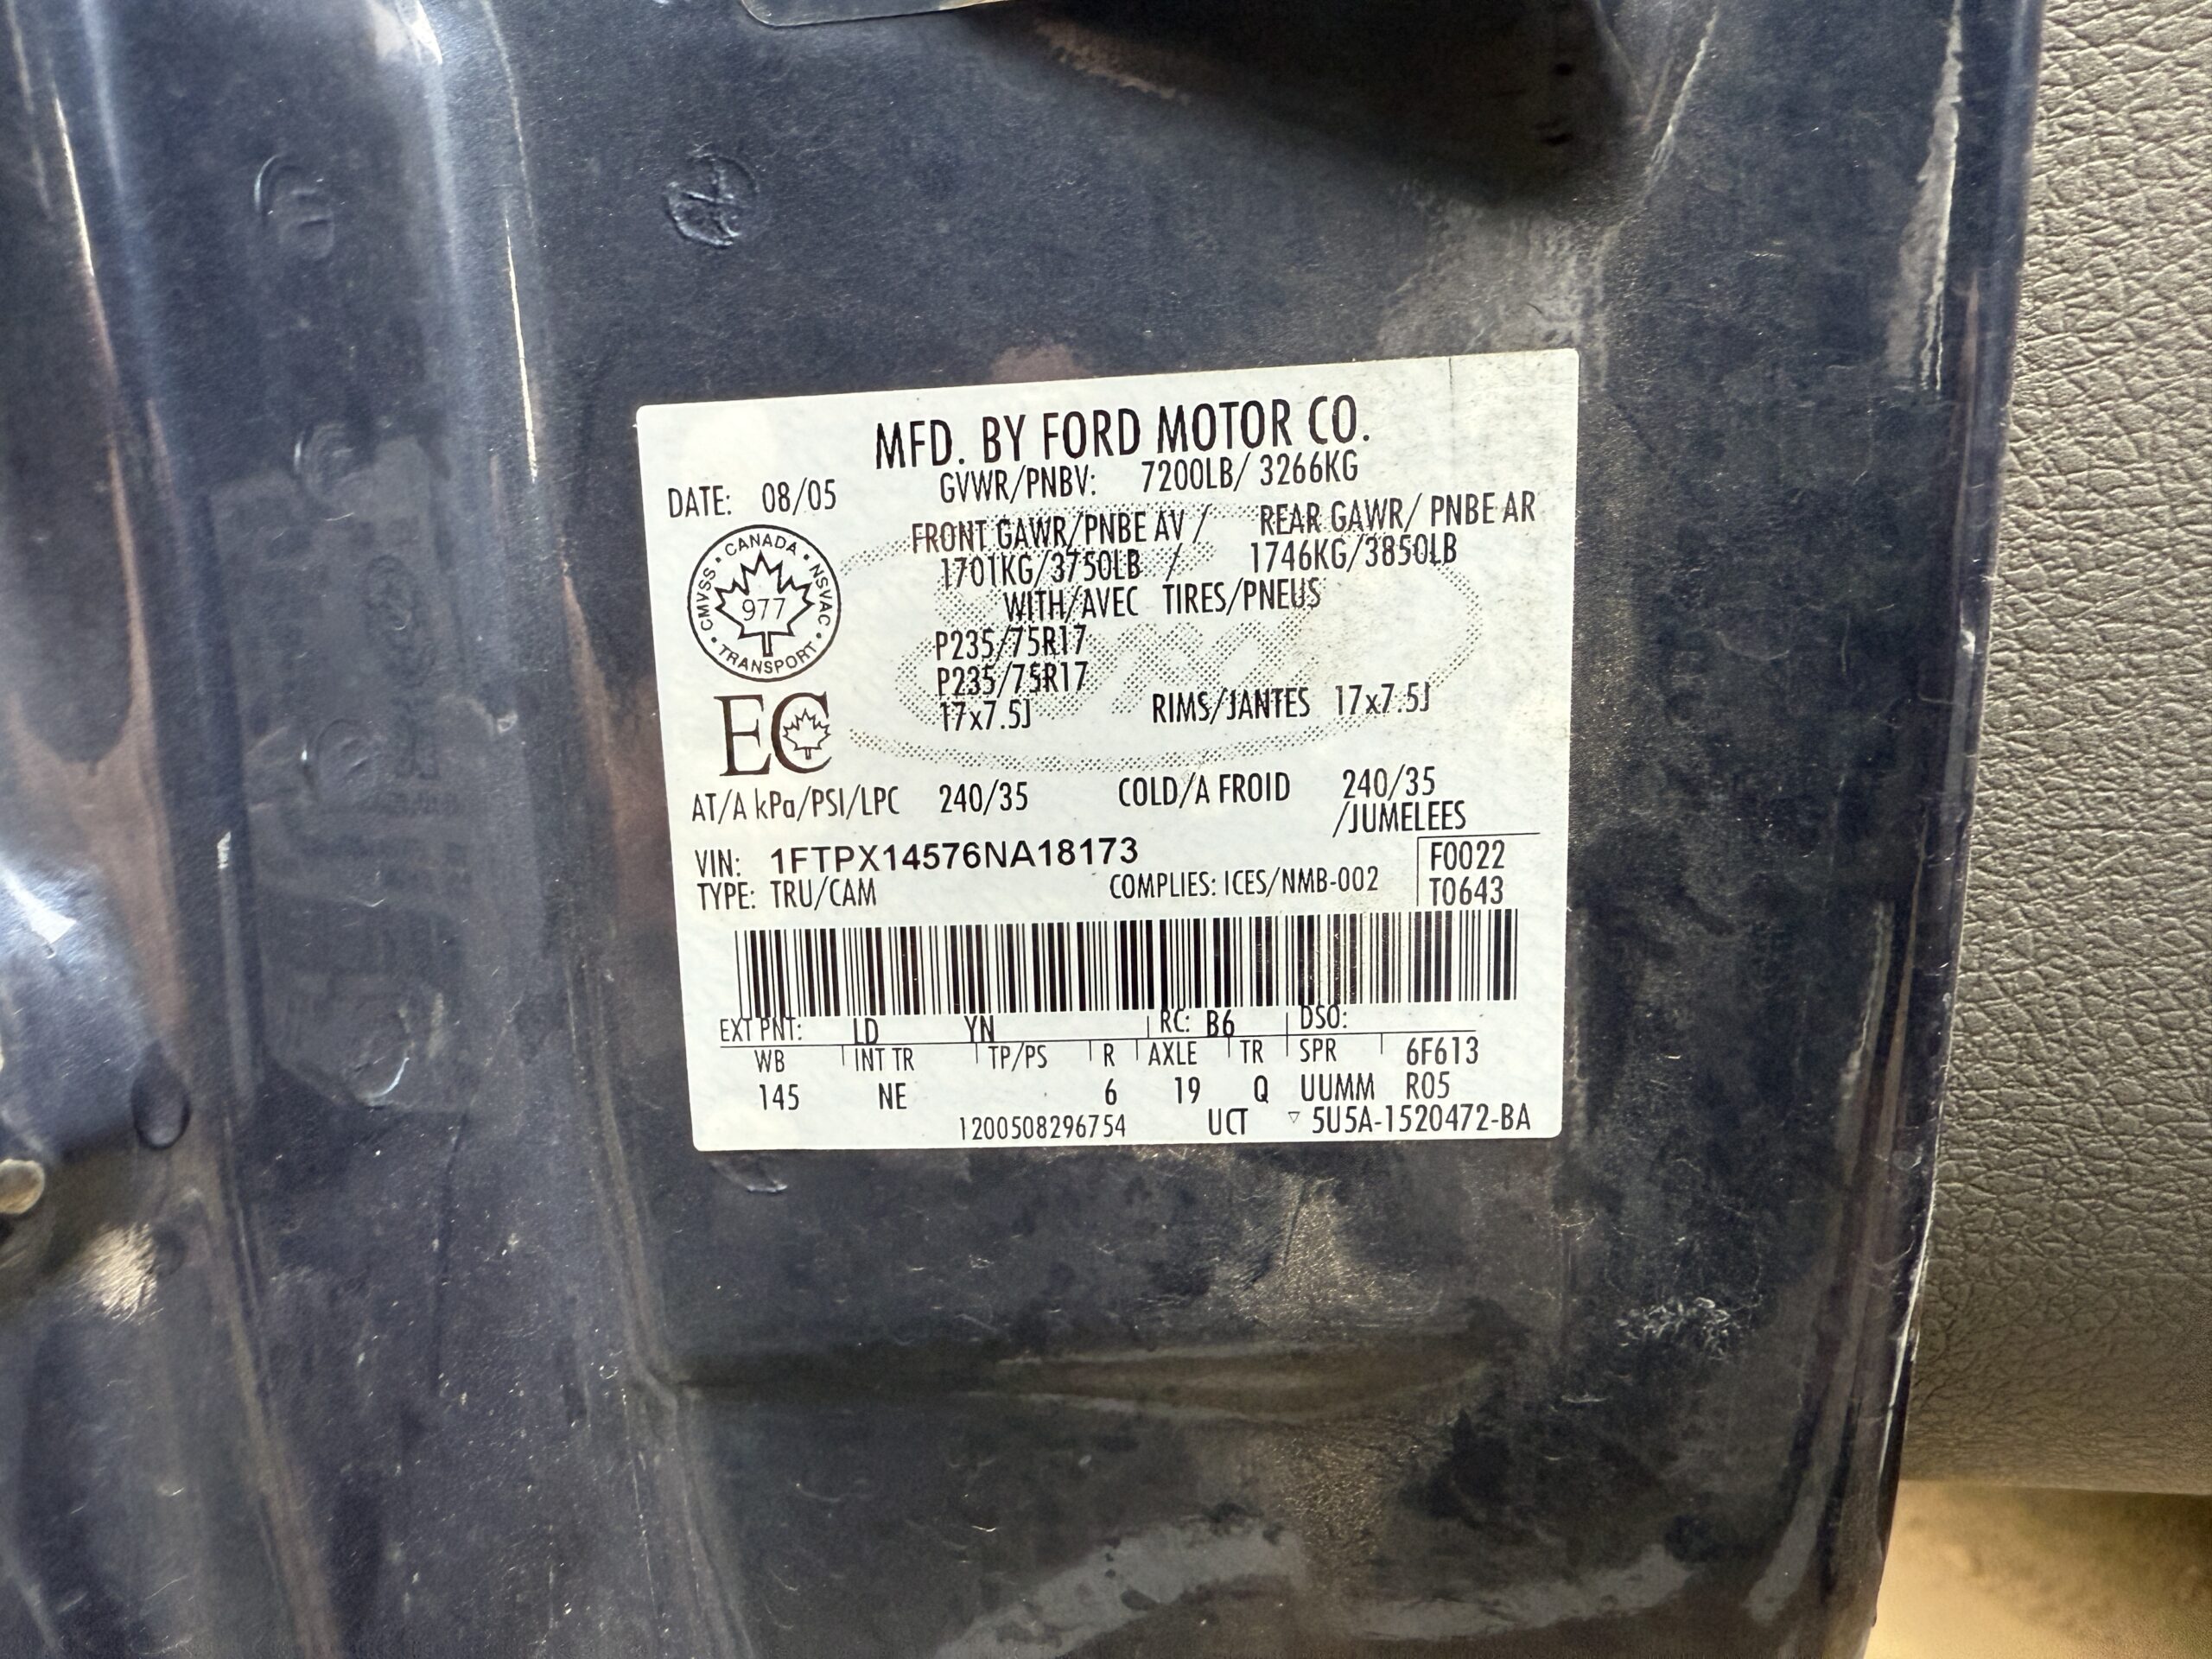 MFD. BY FORD MOTOR CO.
DATE: 08/05 GVWR/PNBV: 7200LB/ 3266KG
FRONT GAWR/PNBE AV / REAR GAWR/ PNBE AR
1701KG/3750LB / 1746KG/3850LB
WITH/AVEC TIRES/PNEUS
P235/75R17
P235/75R17
17x7.5J RIMS/JANTES 17x7.5J
CANADA
CMVSS
NSVAC
977
TRANSPORT
EC
AT/A kPa/PSI/LPC 240/35 COLD/A FROID 240/35
/JUMELEES
VIN: 1FTPX14576NA18173 F0022
TYPE: TRU/CAM COMPLIES: ICES/NMB-002 T0643
EXT PNT: LD YN RC: B6 DSO:
WB INT TR TP/PS R AXLE TR SPR 6F613
145 NE 6 19 Q UUMM R05
1200508296754 UCT ▽ 5U5A-1520472-BA